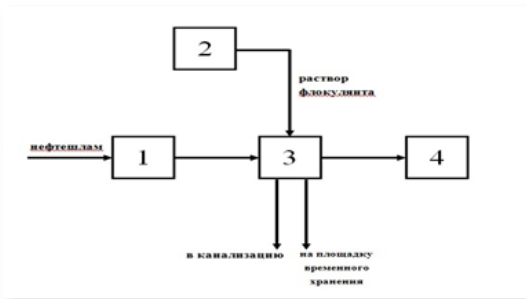 2
раствор
флокулянта
нефтешлам
1
3
4
в канализацию
на площадку
временного
хранения